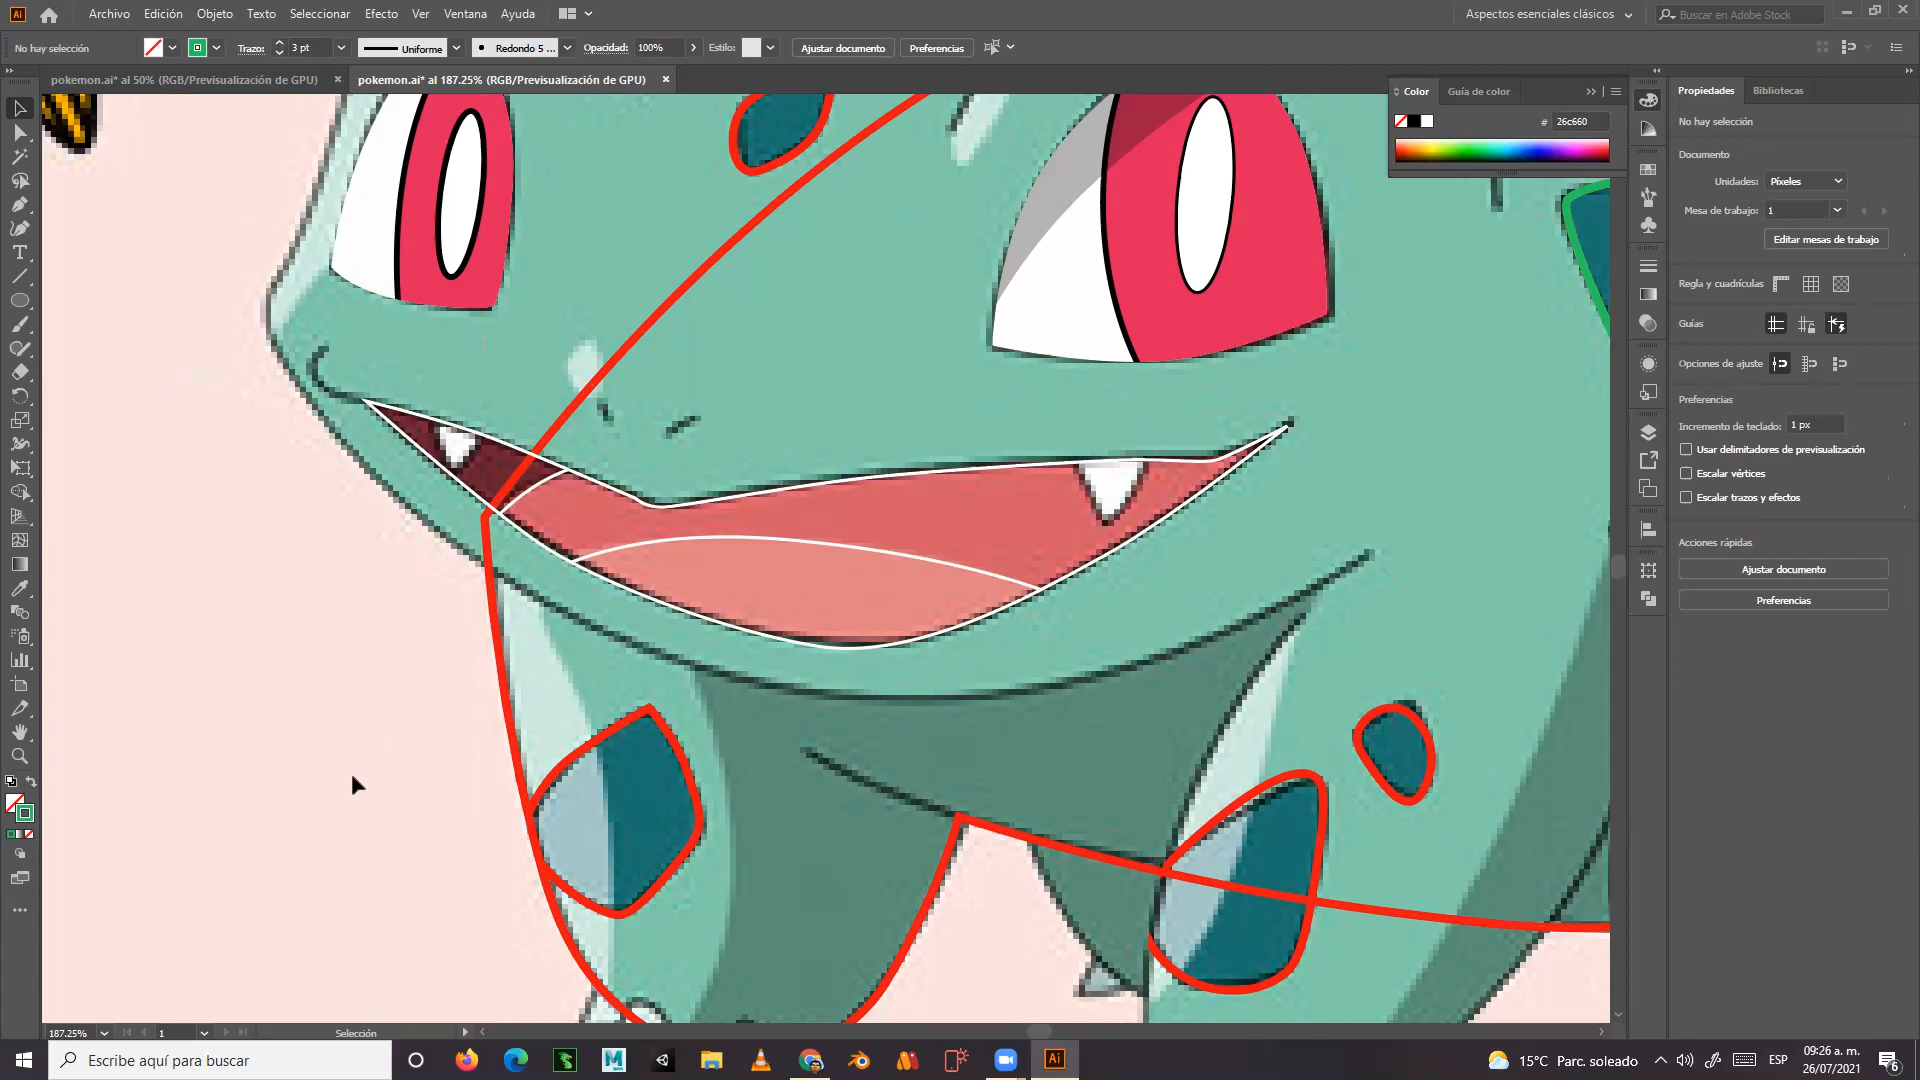 Ai Archivo Edición Objeto Texto Seleccionar Efecto Ver Ventana Ayuda Aspectos esenciales clásicos Buscar en Adobe Stock
No hay selección Trazo: 3 pt Uniforme Redondo 5 ... Opacidad: 100% Estilo: Ajustar documento Preferencias
pokemon.ai* al 50% (RGB/Previsualización de GPU) × pokemon.ai* al 187.25% (RGB/Previsualización de GPU) ×
Color Guía de color
# 26c660
Propiedades Bibliotecas
No hay selección
Documento
Unidades: Píxeles
Mesa de trabajo: 1
Editar mesas de trabajo
Regla y cuadrículas
Guías
Opciones de ajuste
Preferencias
Incremento de teclado: 1 px
Usar delimitadores de previsualización
Escalar vértices
Escalar trazos y efectos
Acciones rápidas
Ajustar documento
Preferencias
187.25% 1 Selección
Escribe aquí para buscar
Ai
15°C Parc. soleado
ESP
09:26 a. m.
26/07/2021
6